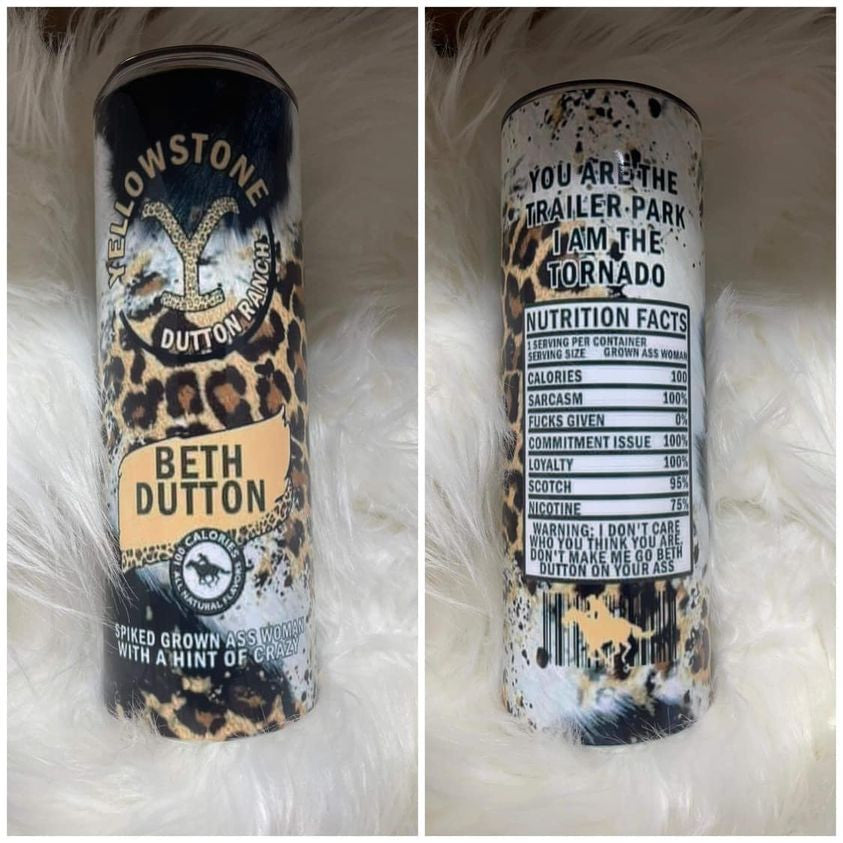 YELLOWSTONE
Y
DUTTON RANCH
BETH
DUTTON
100 CALORIES
ALL NATURAL FLAVORS
SPIKED GROWN ASS WOMAN
WITH A HINT OF CRAZY
YOU ARE THE
TRAILER PARK
I AM THE
TORNADO
NUTRITION FACTS
1 SERVING PER CONTAINER
SERVING SIZE GROWN ASS WOMAN
CALORIES 100
SARCASM 100%
FUCKS GIVEN 0%
COMMITMENT ISSUE 100%
LOYALTY 100%
SCOTCH 95%
NICOTINE 75%
WARNING: I DON'T CARE
WHO YOU THINK YOU ARE,
DON'T MAKE ME GO BETH
DUTTON ON YOUR ASS